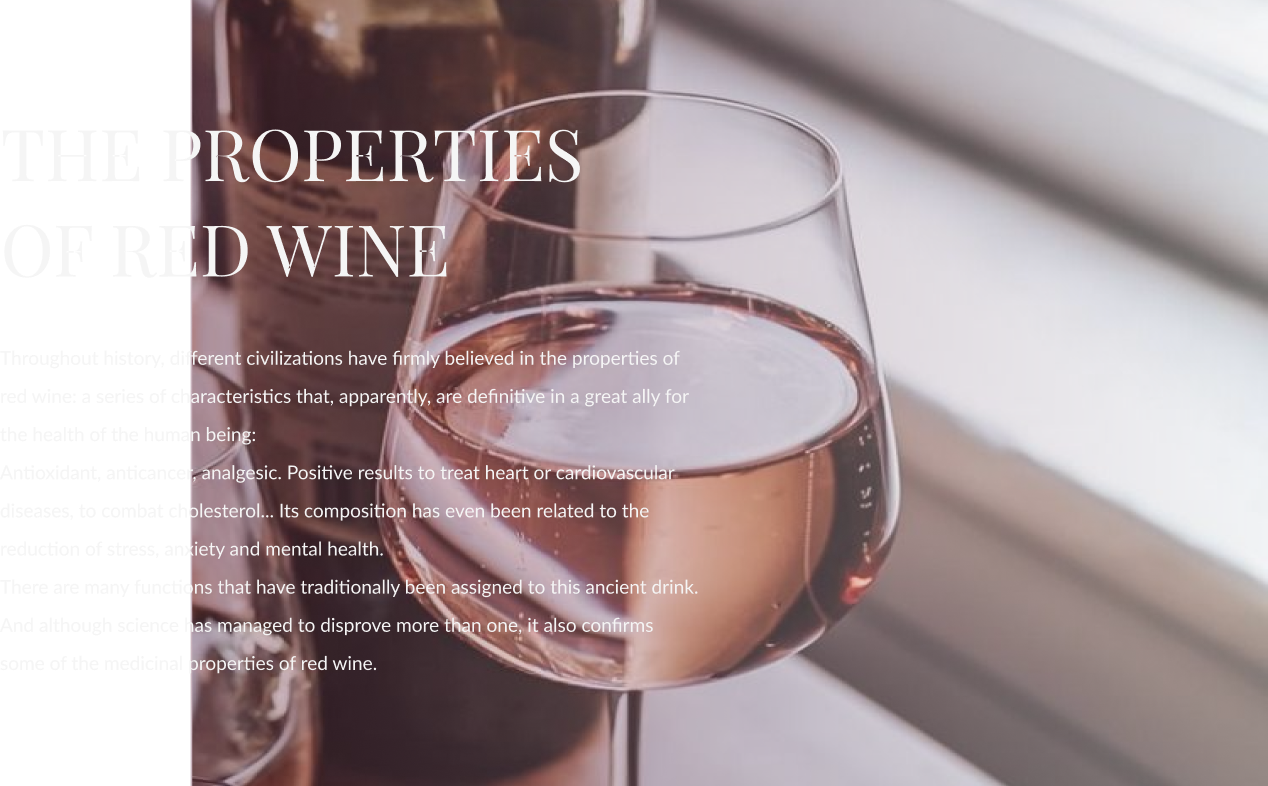 THE PROPERTIES
OF RED WINE
Throughout history, different civilizations have firmly believed in the properties of
red wine: a series of characteristics that, apparently, are definitive in a great ally for
the health of the human being:
Antioxidant, anticancer, analgesic. Positive results to treat heart or cardiovascular
diseases, to combat cholesterol... Its composition has even been related to the
reduction of stress, anxiety and mental health.
There are many functions that have traditionally been assigned to this ancient drink.
And although science has managed to disprove more than one, it also confirms
some of the medicinal properties of red wine.